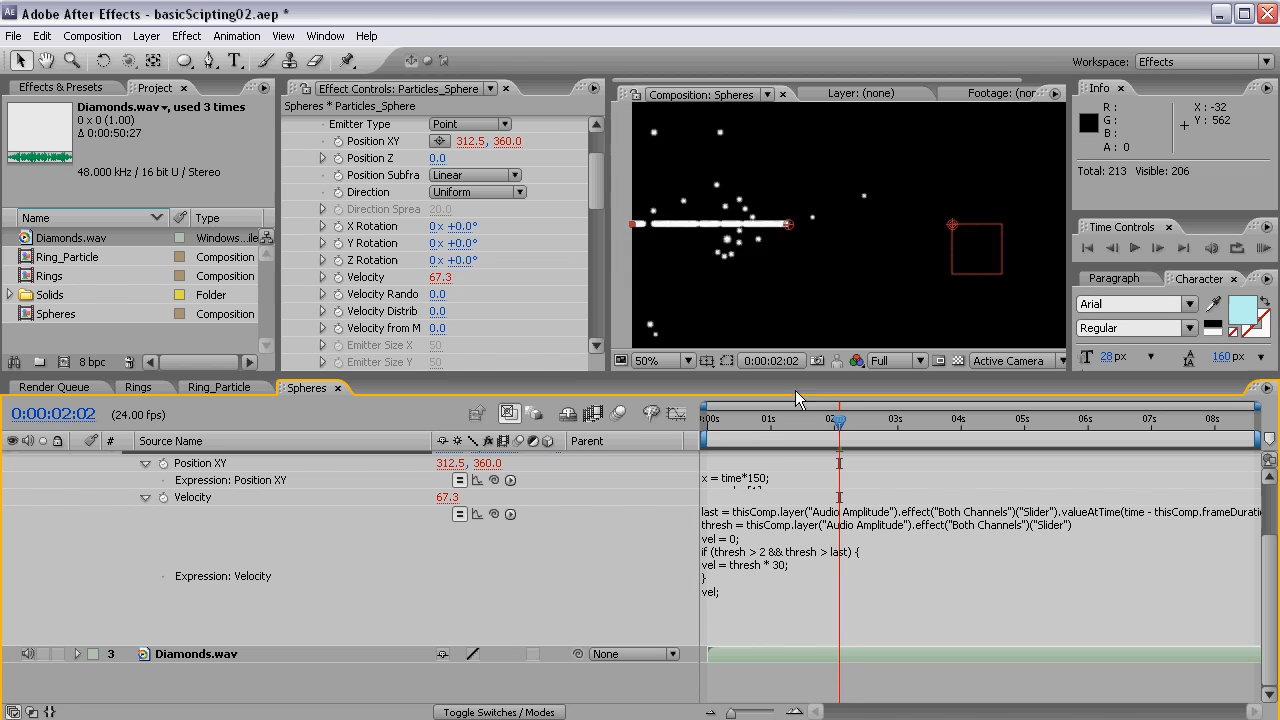 Adobe After Effects - basicScipting02.aep *
File Edit Composition Layer Effect Animation View Window Help
Workspace: Effects
Effects & Presets Project
Diamonds.wav, used 3 times
0 x 0 (1.00)
Δ 0:00:50:27
48.000 kHz / 16 bit U / Stereo
Name Type
Diamonds.wav Windows...ile
Ring_Particle Composition
Rings Composition
Solids Folder
Spheres Composition
8 bpc
Effect Controls: Particles_Sphere
Spheres * Particles_Sphere
Emitter Type Point
Position XY 312.5, 360.0
Position Z 0.0
Position Subfra Linear
Direction Uniform
Direction Sprea 20.0
X Rotation 0 x +0.0°
Y Rotation 0 x +0.0°
Z Rotation 0 x +0.0°
Velocity 67.3
Velocity Rando 0.0
Velocity Distrib 0.0
Velocity from M 0.0
Emitter Size X 50
Emitter Size Y 50
Composition: Spheres Layer: (none) Footage: (nor
50% 0:00:02:02 Full Active Camera
Info
R :
G :
B :
A : 0
X : -32
Y : 562
Total: 213 Visible: 206
Time Controls
Paragraph Character
Arial
Regular
28 px 160 px
Render Queue Rings Ring_Particle Spheres
0:00:02:02 (24.00 fps)
# Source Name Parent
):00s 01s 02 03s 04s 05s 06s 07s 08s
Position XY 312.5, 360.0
Expression: Position XY
x = time*150;
Velocity 67.3
Expression: Velocity
last = thisComp.layer("Audio Amplitude").effect("Both Channels")("Slider").valueAtTime(time - thisComp.frameDuratio
thresh = thisComp.layer("Audio Amplitude").effect("Both Channels")("Slider")
vel = 0;
if (thresh > 2 && thresh > last) {
vel = thresh * 30;
}
vel;
3 Diamonds.wav None
Toggle Switches / Modes